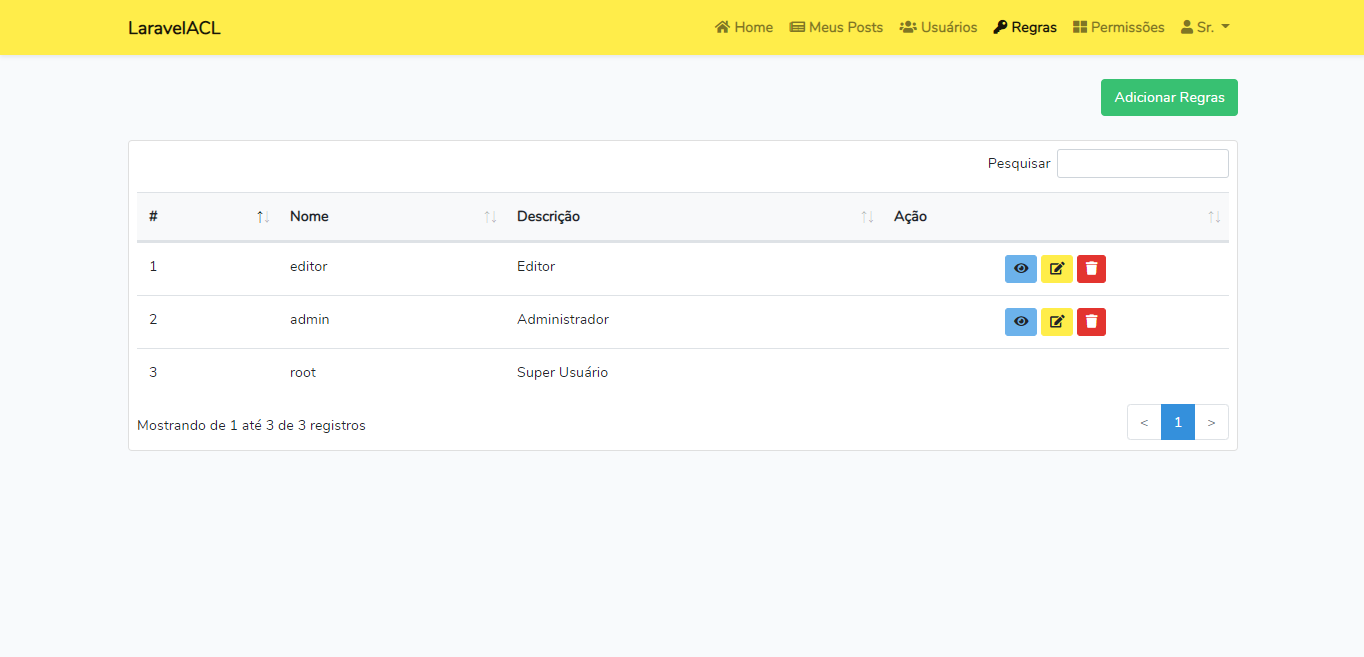 LaravelACL Home Meus Posts Usuários Regras Permissões Sr.
Adicionar Regras
Pesquisar
# Nome Descrição Ação
1 editor Editor
2 admin Administrador
3 root Super Usuário
Mostrando de 1 até 3 de 3 registros < 1 >